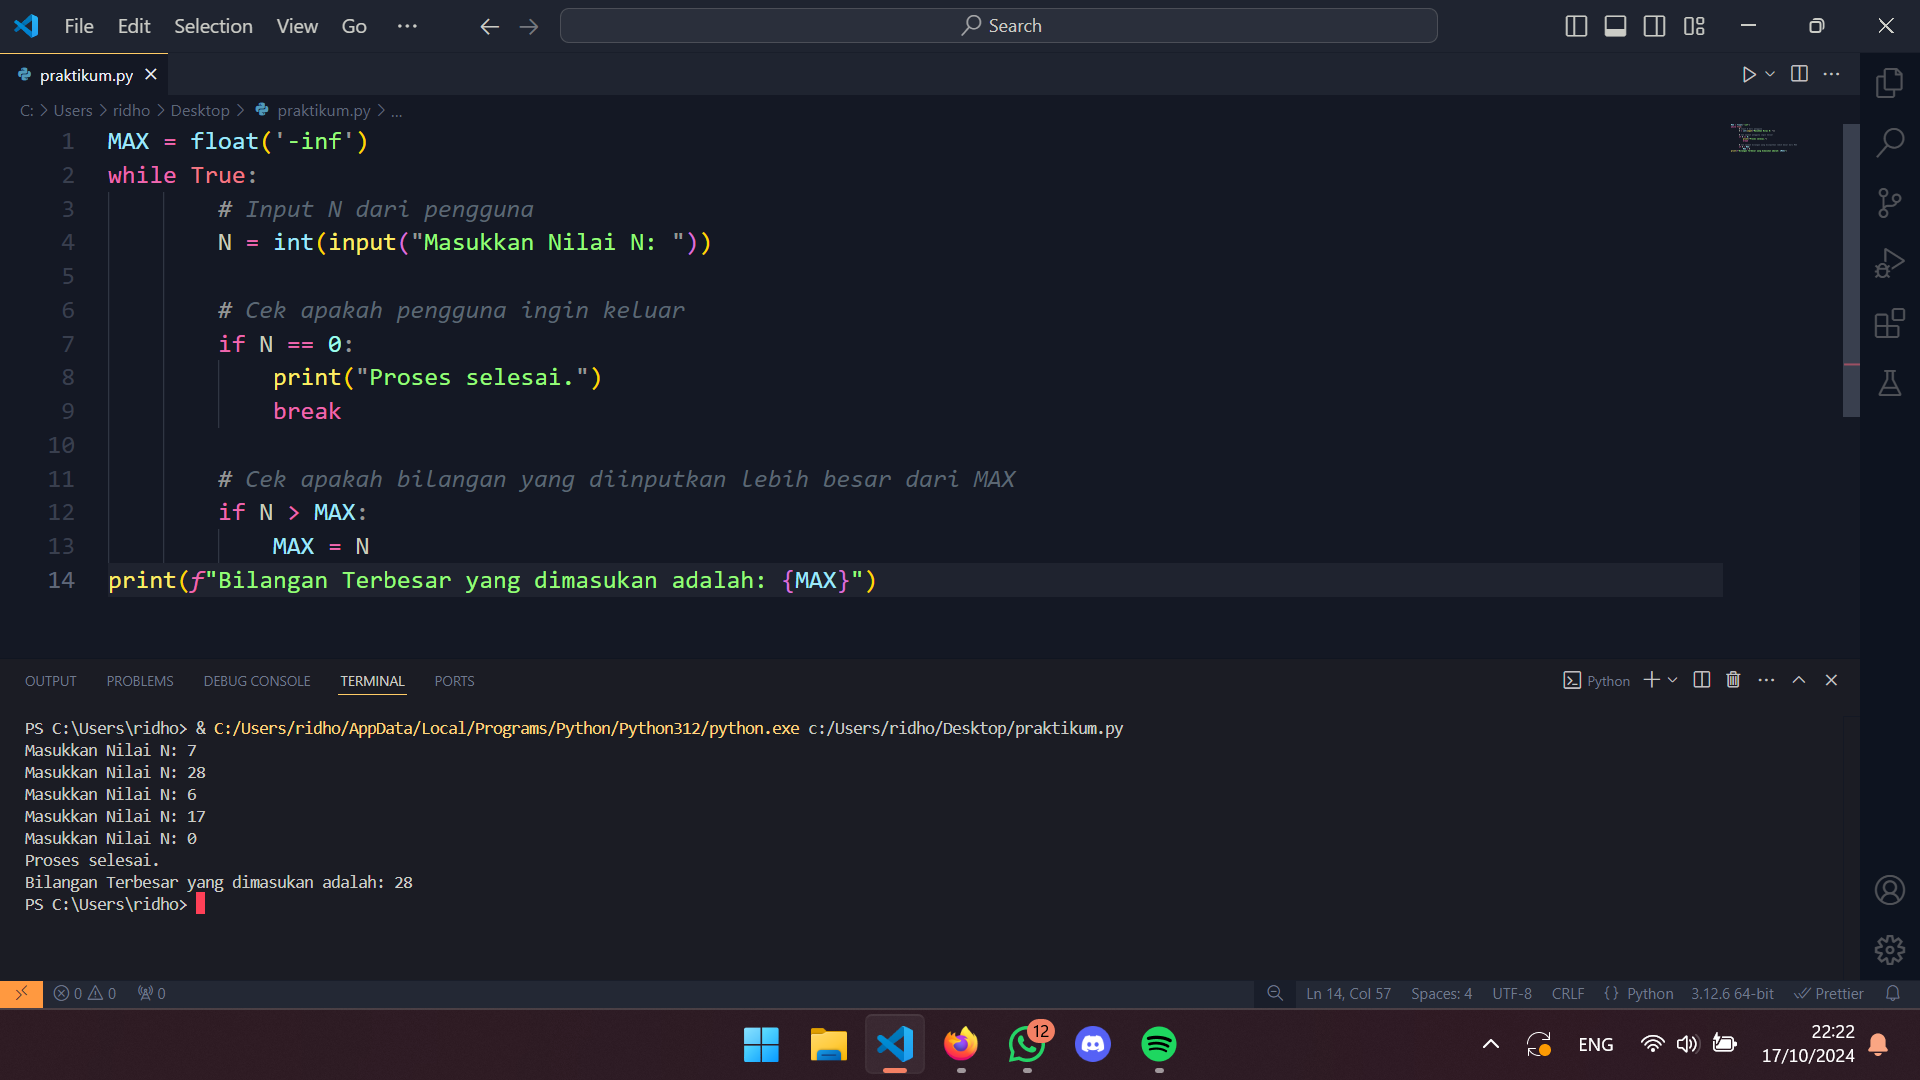 File Edit Selection View Go ··· Search
praktikum.py
C: > Users > ridho > Desktop > praktikum.py > ...
1 MAX = float('-inf')
2 while True:
3 # Input N dari pengguna
4 N = int(input("Masukkan Nilai N: "))
5
6 # Cek apakah pengguna ingin keluar
7 if N == 0:
8 print("Proses selesai.")
9 break
10
11 # Cek apakah bilangan yang diinputkan lebih besar dari MAX
12 if N > MAX:
13 MAX = N
14 print(f"Bilangan Terbesar yang dimasukan adalah: {MAX}")
OUTPUT PROBLEMS DEBUG CONSOLE TERMINAL PORTS Python
PS C:\Users\ridho> & C:/Users/ridho/AppData/Local/Programs/Python/Python312/python.exe c:/Users/ridho/Desktop/praktikum.py
Masukkan Nilai N: 7
Masukkan Nilai N: 28
Masukkan Nilai N: 6
Masukkan Nilai N: 17
Masukkan Nilai N: 0
Proses selesai.
Bilangan Terbesar yang dimasukan adalah: 28
PS C:\Users\ridho>
0 0 0 Ln 14, Col 57 Spaces: 4 UTF-8 CRLF {} Python 3.12.6 64-bit Prettier
12 ENG 22:22
17/10/2024